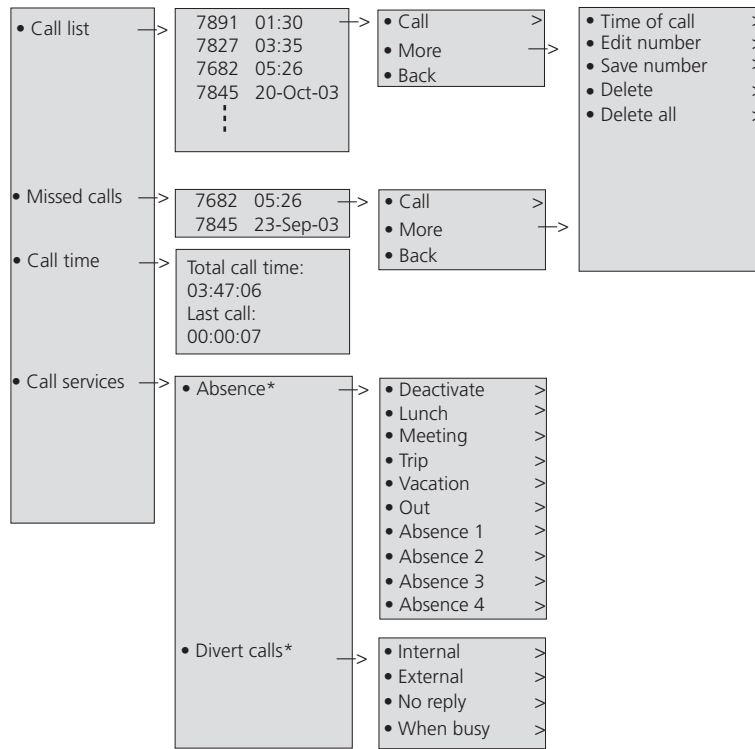 • Call list
7891 01:30
7827 03:35
7682 05:26
7845 20-Oct-03
• Call >
• More
• Back
• Time of call >
• Edit number >
• Save number >
• Delete >
• Delete all >
• Missed calls
7682 05:26
7845 23-Sep-03
• Call >
• More
• Back
• Call time
Total call time:
03:47:06
Last call:
00:00:07
• Call services
• Absence*
• Deactivate >
• Lunch >
• Meeting >
• Trip >
• Vacation >
• Out >
• Absence 1 >
• Absence 2 >
• Absence 3 >
• Absence 4 >
• Divert calls*
• Internal >
• External >
• No reply >
• When busy >